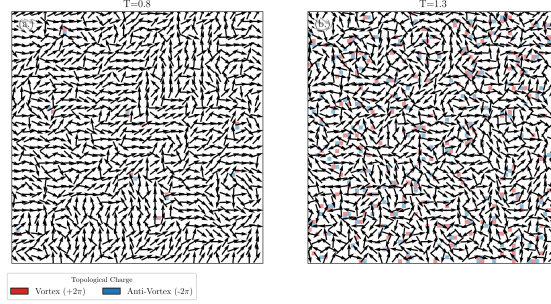 T=0.8
T=1.3
(a.)
(b.)
Topological Charge
Vortex (+2π)
Anti-Vortex (-2π)